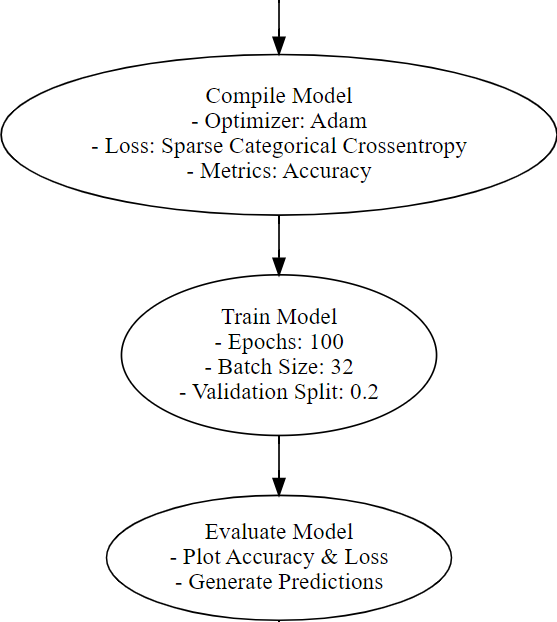 Compile Model
- Optimizer: Adam
- Loss: Sparse Categorical Crossentropy
- Metrics: Accuracy
Train Model
- Epochs: 100
- Batch Size: 32
- Validation Split: 0.2
Evaluate Model
- Plot Accuracy & Loss
- Generate Predictions